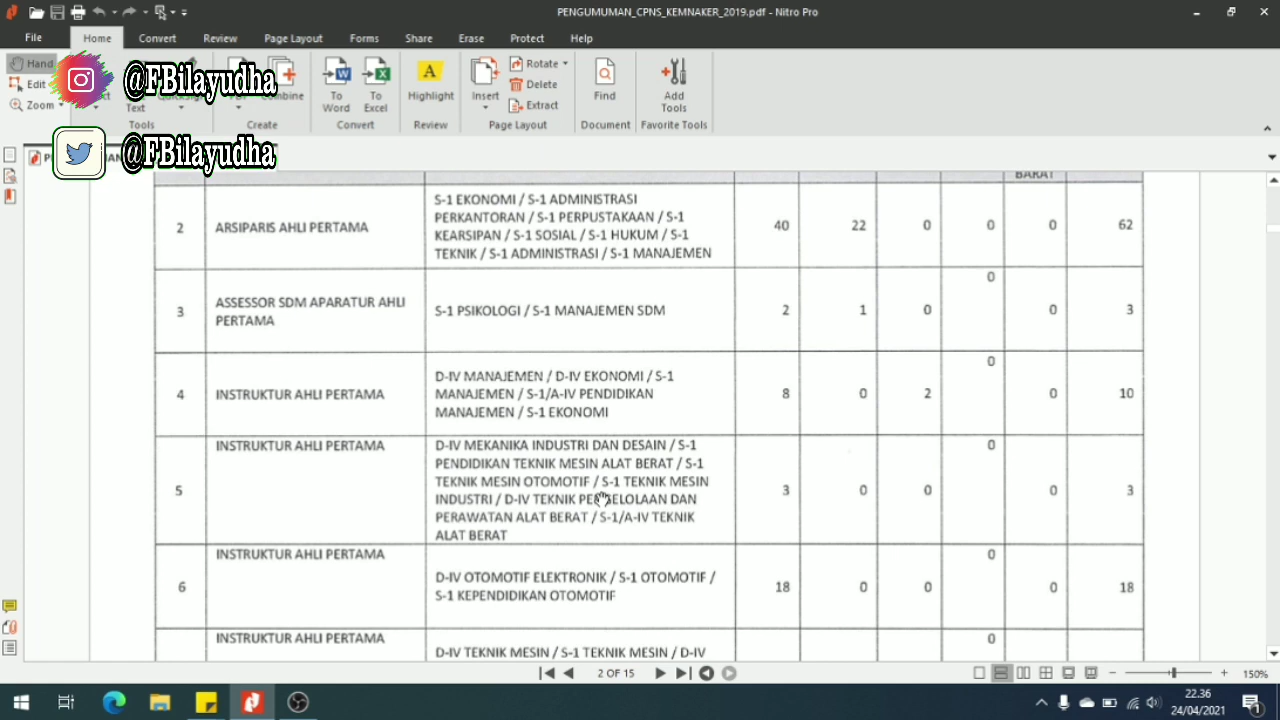 PENGUMUMAN_CPNS_KEMNAKER_2019.pdf - Nitro Pro
File Home Convert Review Page Layout Forms Share Erase Protect Help
Hand
Edit
Zoom
@FBilayudha
Text
Tools
Combine
Create
To Word
To Excel
Convert
Highlight
Review
Insert
Rotate
Delete
Extract
Page Layout
Find
Document
Add Tools
Favorite Tools
@FBilayudha
BARAT
2 ARSIPARIS AHLI PERTAMA
S-1 EKONOMI / S-1 ADMINISTRASI
PERKANTORAN / S-1 PERPUSTAKAAN / S-1
KEARSIPAN / S-1 SOSIAL / S-1 HUKUM / S-1
TEKNIK / S-1 ADMINISTRASI / S-1 MANAJEMEN
40 22 0 0 0 62
3 ASSESSOR SDM APARATUR AHLI
PERTAMA
S-1 PSIKOLOGI / S-1 MANAJEMEN SDM
2 1 0 0 0 3
4 INSTRUKTUR AHLI PERTAMA
D-IV MANAJEMEN / D-IV EKONOMI / S-1
MANAJEMEN / S-1/A-IV PENDIDIKAN
MANAJEMEN / S-1 EKONOMI
8 0 2 0 0 10
5 INSTRUKTUR AHLI PERTAMA
D-IV MEKANIKA INDUSTRI DAN DESAIN / S-1
PENDIDIKAN TEKNIK MESIN ALAT BERAT / S-1
TEKNIK MESIN OTOMOTIF / S-1 TEKNIK MESIN
INDUSTRI / D-IV TEKNIK PENGELOLAAN DAN
PERAWATAN ALAT BERAT / S-1/A-IV TEKNIK
ALAT BERAT
3 0 0 0 0 3
6 INSTRUKTUR AHLI PERTAMA
D-IV OTOMOTIF ELEKTRONIK / S-1 OTOMOTIF /
S-1 KEPENDIDIKAN OTOMOTIF
18 0 0 0 0 18
INSTRUKTUR AHLI PERTAMA
D-IV TEKNIK MESIN / S-1 TEKNIK MESIN / D-IV
0
2 OF 15
150%
22.36
24/04/2021
1